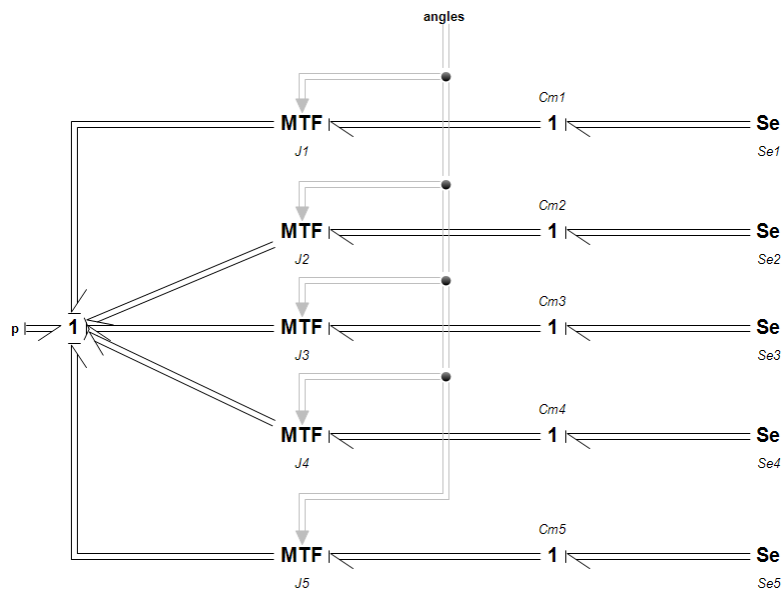 angles
Cm1
MTF 1 Se
J1 Se1
Cm2
MTF 1 Se
J2 Se2
Cm3
p 1 MTF 1 Se
J3 Se3
Cm4
MTF 1 Se
J4 Se4
Cm5
MTF 1 Se
J5 Se5